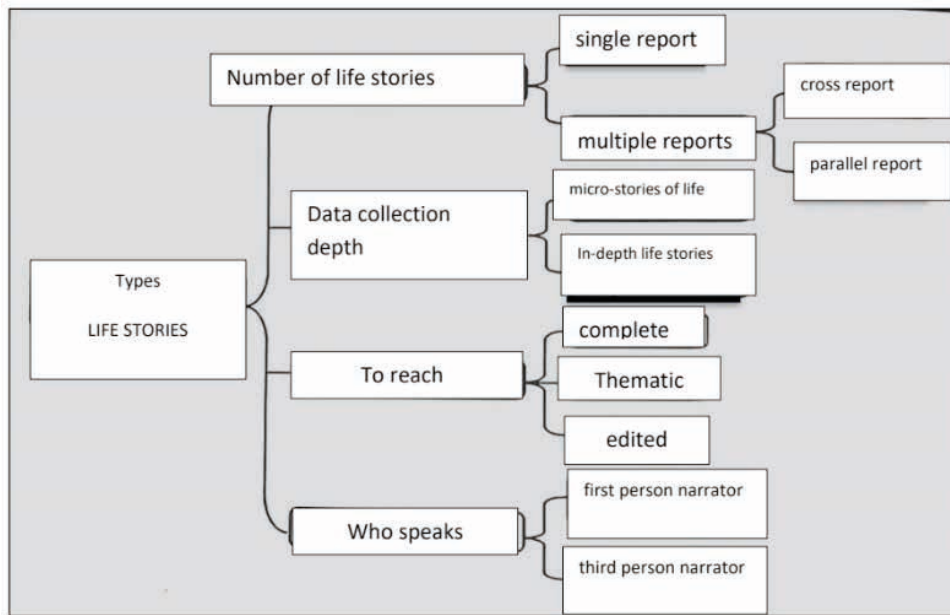 Types
LIFE STORIES
Number of life stories
single report
multiple reports
cross report
parallel report
Data collection
depth
micro-stories of life
In-depth life stories
To reach
complete
Thematic
edited
Who speaks
first person narrator
third person narrator